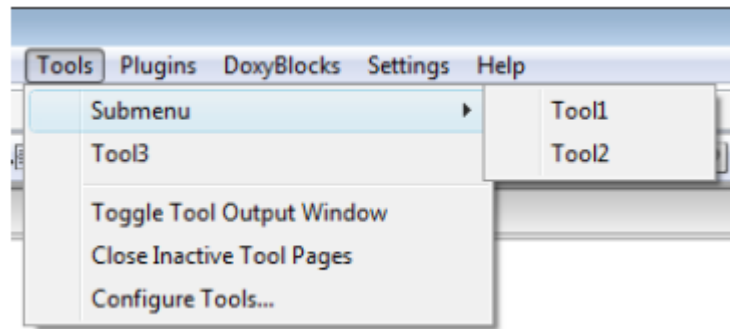 Tools Plugins DoxyBlocks Settings Help
Submenu
Tool1
Tool3
Tool2
Toggle Tool Output Window
Close Inactive Tool Pages
Configure Tools...